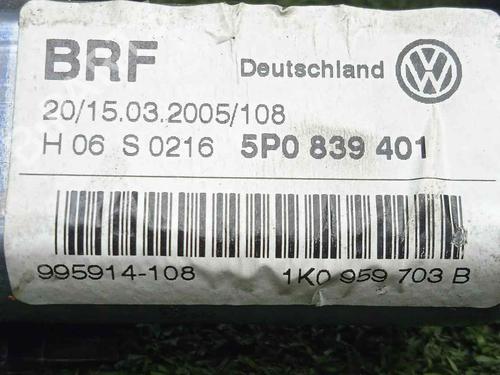 BRF Deutschland
20/15.03.2005/108
H 06 S 0216 5P0 839 401
995914-108 1K0 959 703 B